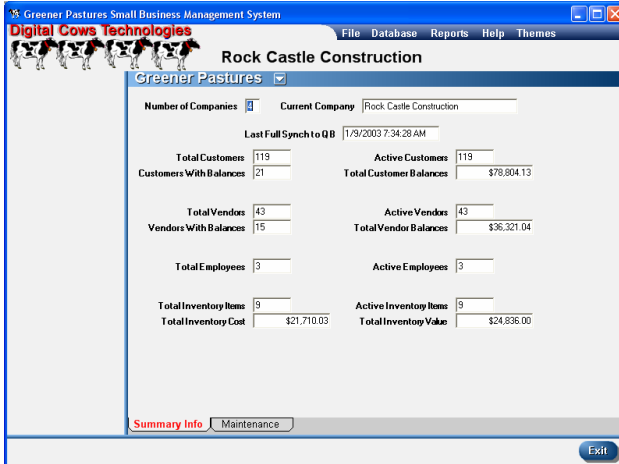 Greener Pastures Small Business Management System
Digital Cows Technologies
File Database Reports Help Themes
Rock Castle Construction
Greener Pastures
Number of Companies 4 Current Company Rock Castle Construction
Last Full Synch to QB 1/9/2003 7:34:28 AM
Total Customers 119 Active Customers 119
Customers With Balances 21 Total Customer Balances $78,804.13
Total Vendors 43 Active Vendors 43
Vendors With Balances 15 Total Vendor Balances $36,321.04
Total Employees 3 Active Employees 3
Total Inventory Items 9 Active Inventory Items 9
Total Inventory Cost $21,710.03 Total Inventory Value $24,836.00
Summary Info Maintenance
Exit